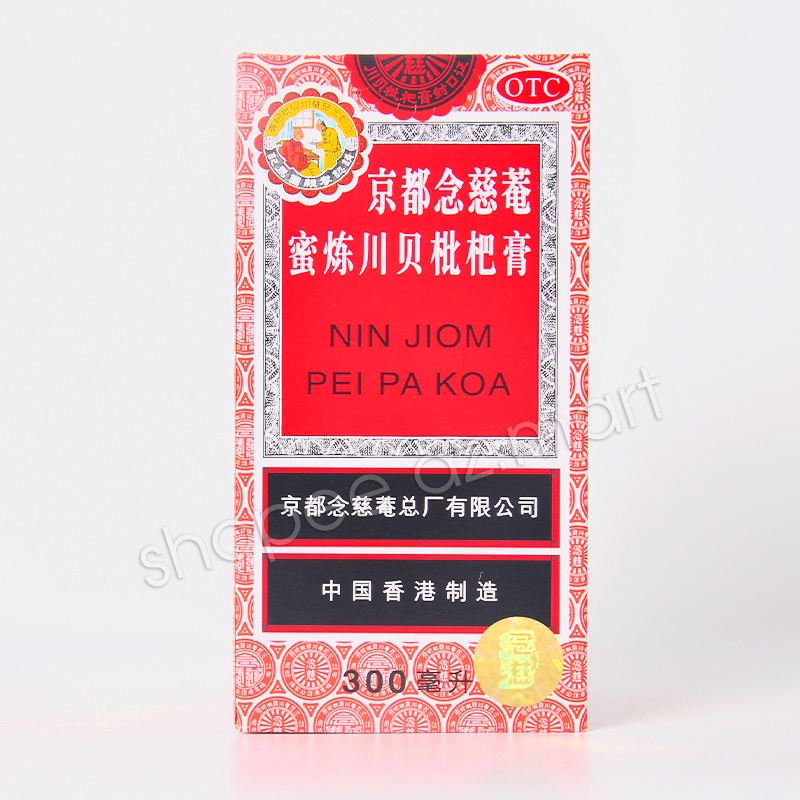 OTC
京都念慈菴
蜜炼川贝枇杷膏
NIN JIOM
PEI PA KOA
京都念慈菴总厂有限公司
中国香港制造
300毫升
shopee az.mart